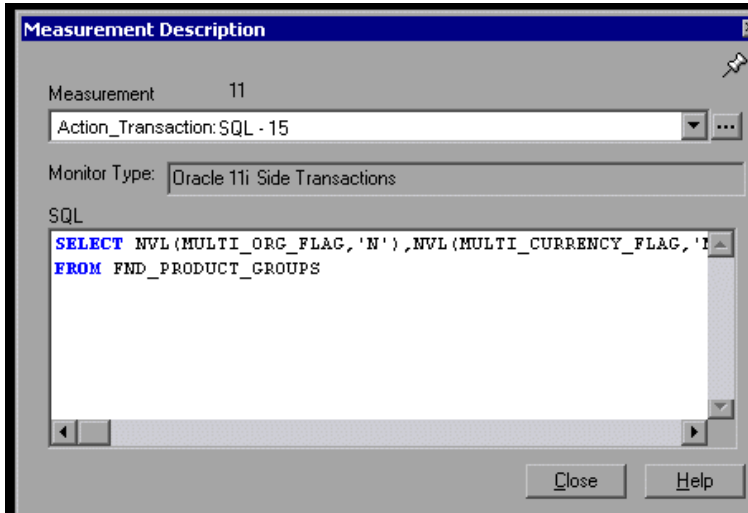 Measurement Description
Measurement 11
Action_Transaction:SQL - 15
...
Monitor Type: Oracle 11i Side Transactions
SQL
SELECT NVL(MULTI_ORG_FLAG,'N'),NVL(MULTI_CURRENCY_FLAG,'
FROM FND_PRODUCT_GROUPS
Close Help